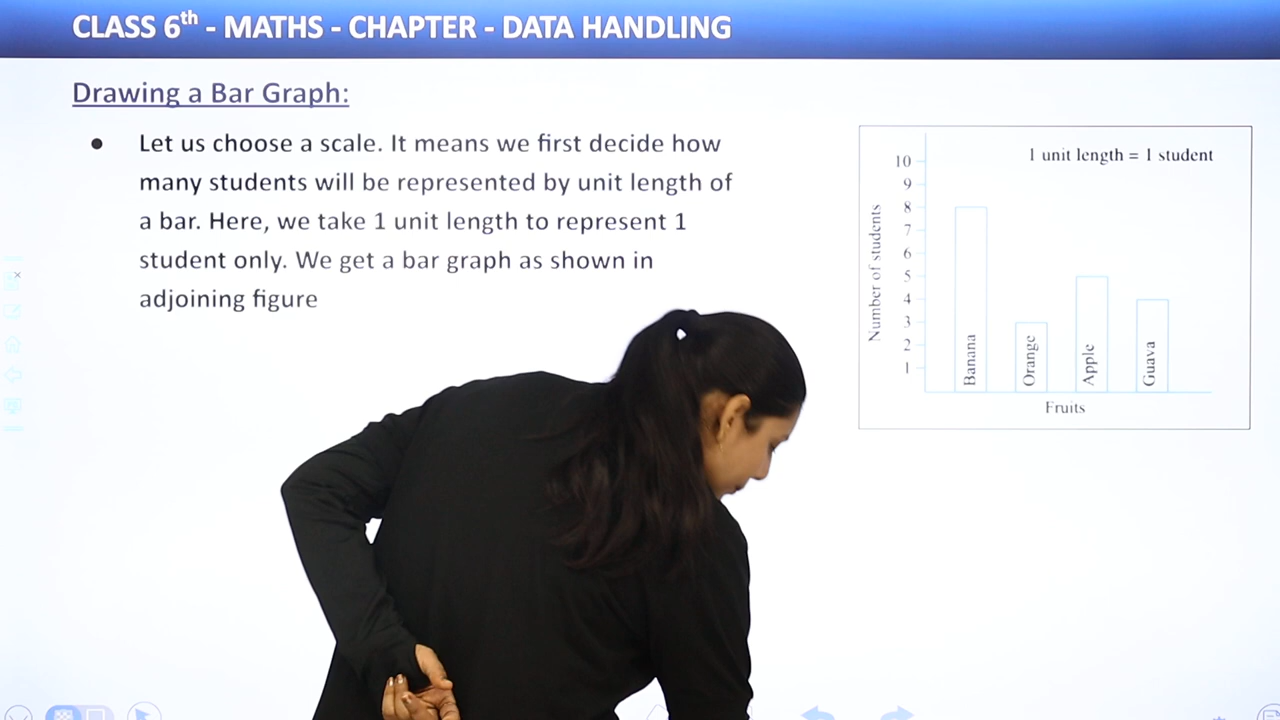 CLASS 6th - MATHS - CHAPTER - DATA HANDLING
Drawing a Bar Graph:
● Let us choose a scale. It means we first decide how
many students will be represented by unit length of
a bar. Here, we take 1 unit length to represent 1
student only. We get a bar graph as shown in
adjoining figure
1 unit length = 1 student
Number of students
10
9
8
7
6
5
4
3
2
1
Banana
Orange
Apple
Guava
Fruits